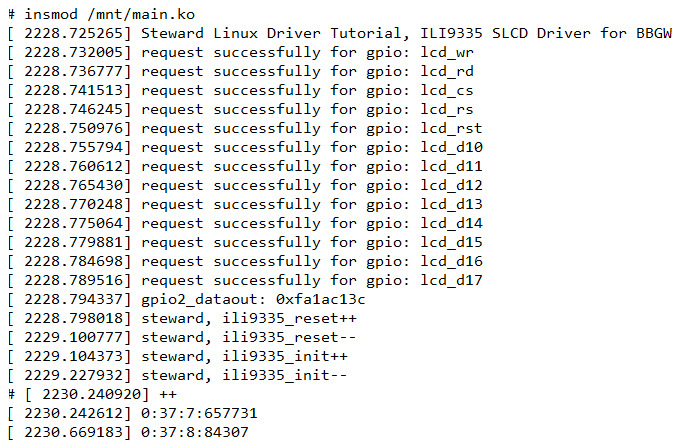 # insmod /mnt/main.ko
[ 2228.725265] Steward Linux Driver Tutorial, ILI9335 SLCD Driver for BBGW
[ 2228.732005] request successfully for gpio: lcd_wr
[ 2228.736777] request successfully for gpio: lcd_rd
[ 2228.741513] request successfully for gpio: lcd_cs
[ 2228.746245] request successfully for gpio: lcd_rs
[ 2228.750976] request successfully for gpio: lcd_rst
[ 2228.755794] request successfully for gpio: lcd_d10
[ 2228.760612] request successfully for gpio: lcd_d11
[ 2228.765430] request successfully for gpio: lcd_d12
[ 2228.770248] request successfully for gpio: lcd_d13
[ 2228.775064] request successfully for gpio: lcd_d14
[ 2228.779881] request successfully for gpio: lcd_d15
[ 2228.784698] request successfully for gpio: lcd_d16
[ 2228.789516] request successfully for gpio: lcd_d17
[ 2228.794337] gpio2_dataout: 0xfa1ac13c
[ 2228.798018] steward, ili9335_reset++
[ 2229.100777] steward, ili9335_reset--
[ 2229.104373] steward, ili9335_init++
[ 2229.227932] steward, ili9335_init--
# [ 2230.240920] ++
[ 2230.242612] 0:37:7:657731
[ 2230.669183] 0:37:8:84307